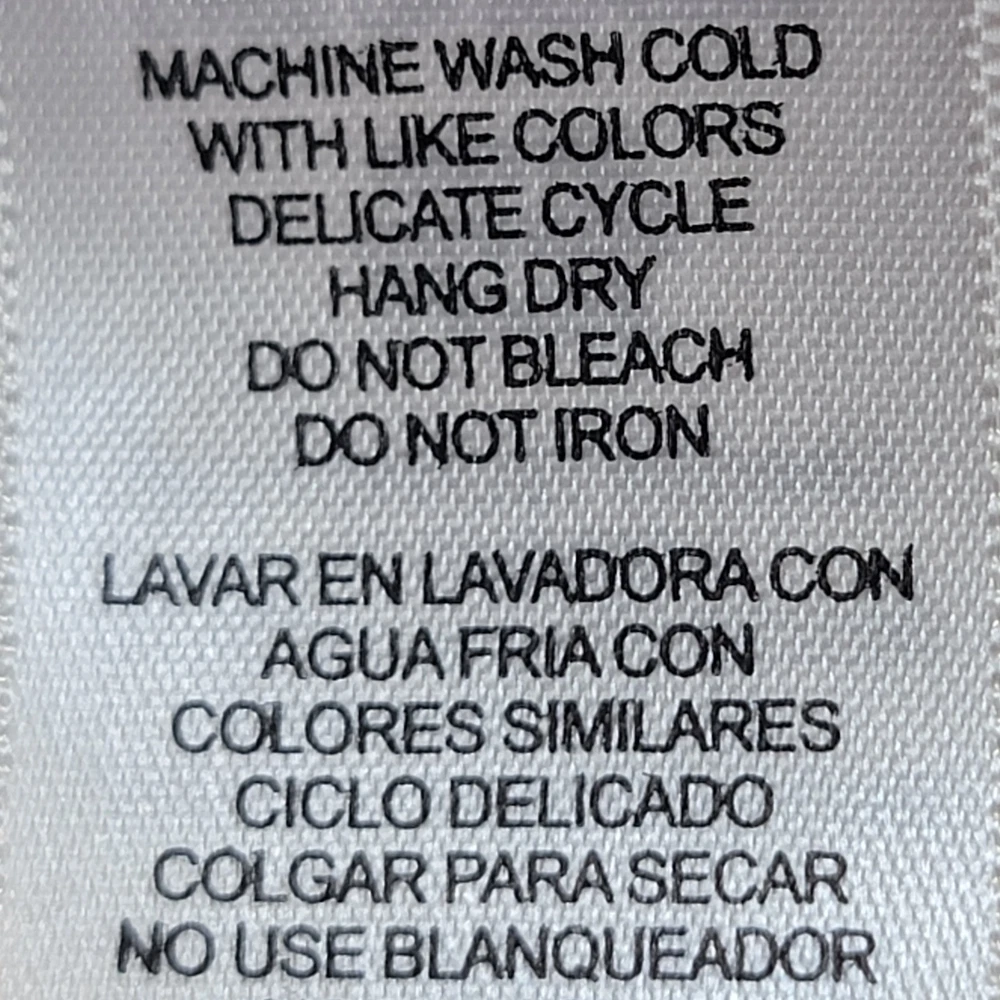 MACHINE WASH COLD
WITH LIKE COLORS
DELICATE CYCLE
HANG DRY
DO NOT BLEACH
DO NOT IRON
LAVAR EN LAVADORA CON
AGUA FRIA CON
COLORES SIMILARES
CICLO DELICADO
COLGAR PARA SECAR
NO USE BLANQUEADOR